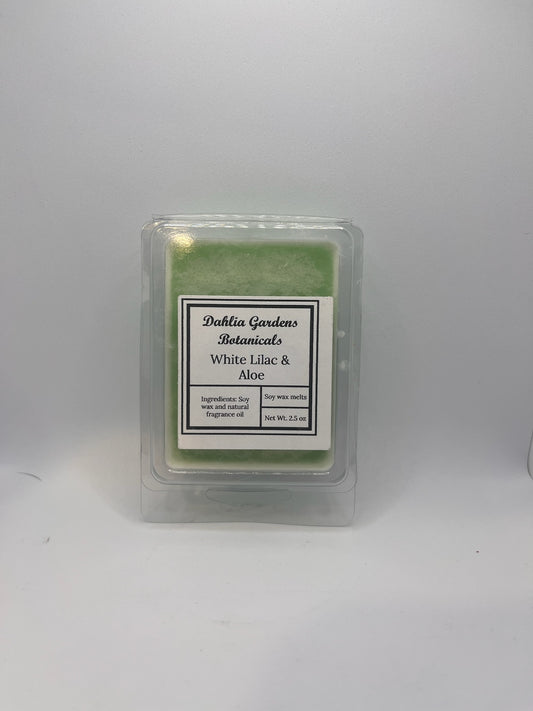 Dahlia Gardens
Botanicals
White Lilac &
Aloe
Ingredients: Soy
wax and natural
fragrance oil
Soy wax melts
Net Wt. 2.5 oz